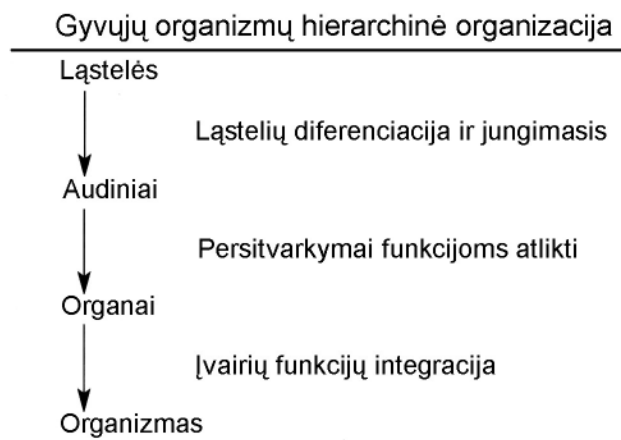 Gyvųjų organizmų hierarchinė organizacija
Ląstelės
Ląstelių diferenciacija ir jungimasis
Audiniai
Persitvarkymai funkcijoms atlikti
Organai
Įvairių funkcijų integracija
Organizmas